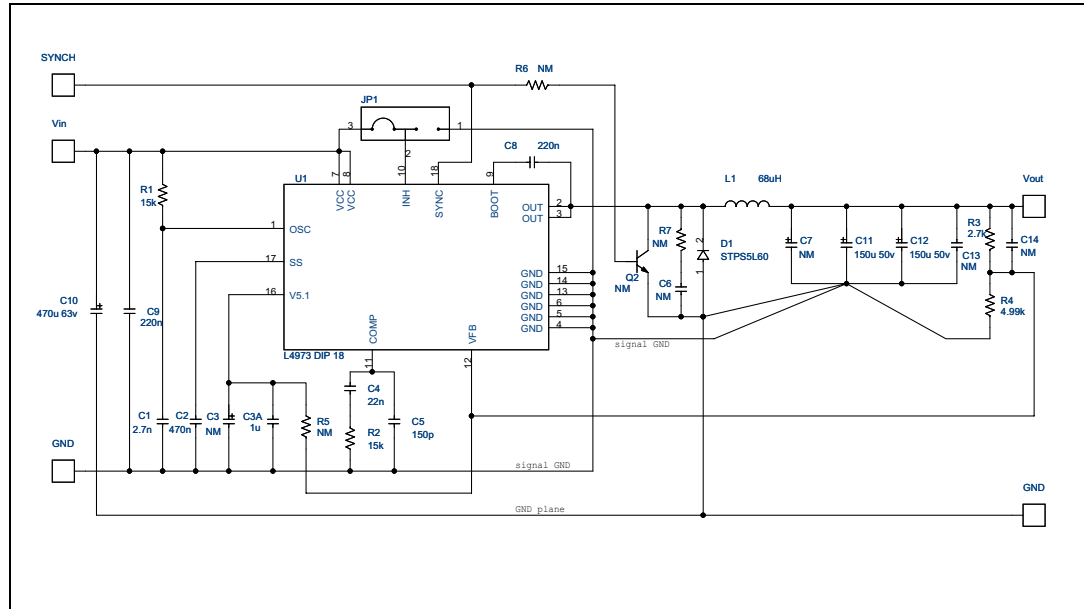 SYNCH
R6 NM
JP1
Vin
3
1
2
C8
220n
7
8
10
18
9
U1
L1 68uH
Vout
R1
15k
VCC
VCC
INH
SYNC
BOOT
OUT
OUT
2
3
1
OSC
R7
NM
2
D1
STPS5L60
1
C7
NM
C11
150u 50v
C12
150u 50v
C13
NM
R3
2.7k
C14
NM
17
SS
Q2
NM
C6
NM
16
V5.1
GND
GND
GND
GND
GND
GND
15
14
13
6
5
4
C10
470u 63v
C9
220n
R4
4.99k
COMP
VFB
L4973 DIP 18
signal GND
11
12
C4
22n
C1
2.7n
C2
470n
C3
NM
C3A
1u
R5
NM
R2
15k
C5
150p
GND
signal GND
GND
GND plane